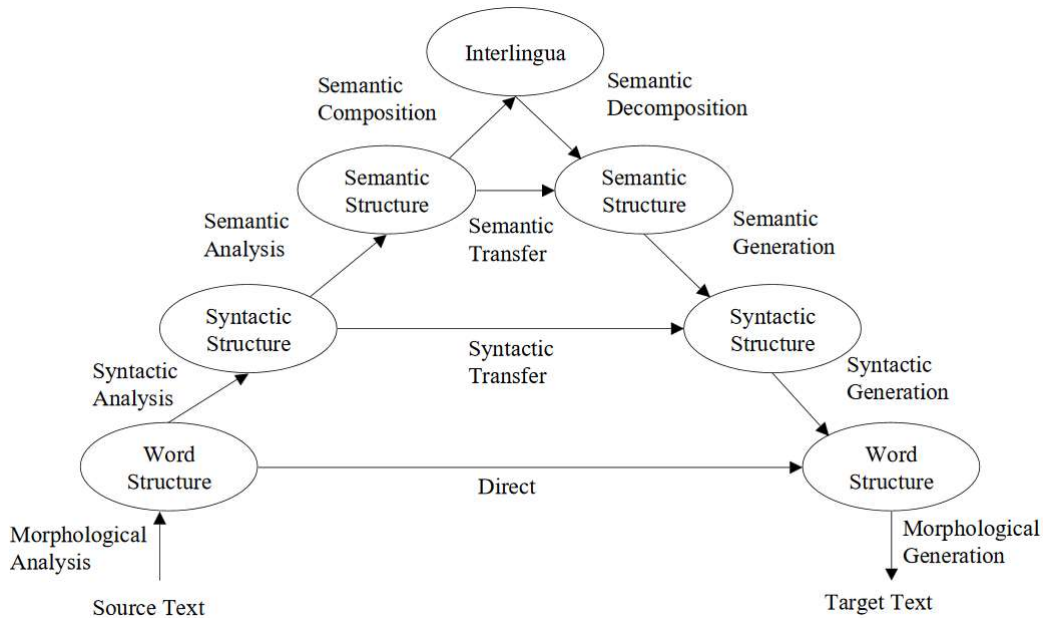 Interlingua
Semantic
Composition
Semantic
Decomposition
Semantic
Structure
Semantic
Structure
Semantic
Analysis
Semantic
Transfer
Semantic
Generation
Syntactic
Structure
Syntactic
Structure
Syntactic
Analysis
Syntactic
Transfer
Syntactic
Generation
Word
Structure
Word
Structure
Direct
Morphological
Analysis
Morphological
Generation
Source Text
Target Text